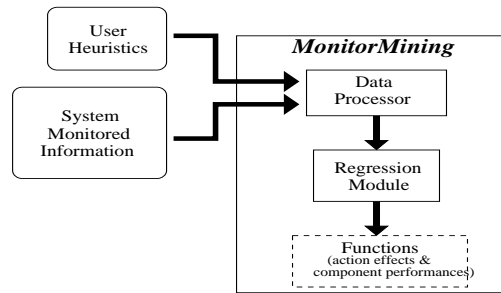 User
Heuristics
System
Monitored
Information
MonitorMining
Data
Processor
Regression
Module
Functions
(action effects &
component performances)